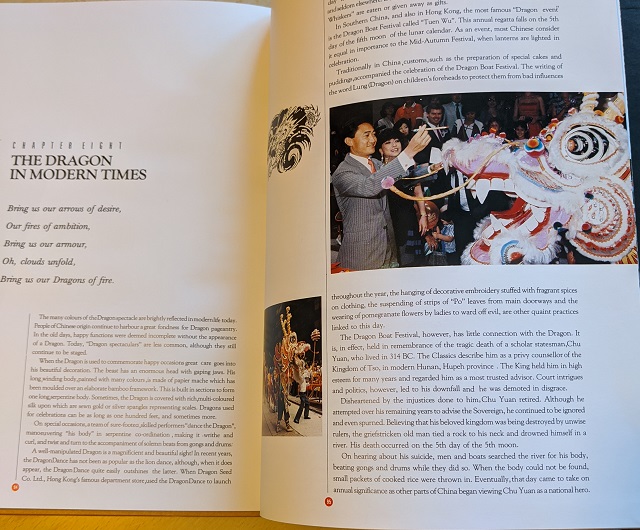 CHAPTER EIGHT
THE DRAGON
IN MODERN TIMES
Bring us our arrows of desire,
Our fires of ambition,
Bring us our armour,
Oh, clouds unfold,
Bring us our Dragons of fire.
The many colours of the Dragon spectacle are brightly reflected in modern life today.
People of Chinese origin continue to harbour a great fondness for Dragon pageantry.
In the old days, happy functions were deemed incomplete without the appearance
of a Dragon. Today, "Dragon spectaculars" are less common, although they still
continue to be staged.
When the Dragon is used to commemorate happy occasions great care goes into
his beautiful decoration. The beast has an enormous head with gaping jaws. His
long, winding body, painted with many colours, is made of papier mache which has
been moulded over an elaborate bamboo framework. This is built in sections to form
one long, serpentine body. Sometimes, the Dragon is covered with rich, multi-coloured
silk upon which are sewn gold or silver spangles representing scales. Dragons used
for celebrations can be as long as one hundred feet, and sometimes more.
On special occasions, a team of sure-footed, skilled performers "dance the Dragon",
manoeuvering "his body" in serpentine co-ordination, making it writhe and
curl, and twist and turn to the accompaniment of solemn beats from gongs and drums.
A well-manipulated Dragon is a magnificient and beautiful sight! In recent years,
the Dragon Dance has not been as popular as the lion dance, although, when it does
appear, the Dragon Dance quite easily outshines the latter. When Dragon Seed
Co. Ltd., Hong Kong's famous department store, used the Dragon Dance to launch
and seldom elsewhere.
Whiskers" are eaten or given away as gifts.
In Southern China, and also in Hong Kong, the most famous "Dragon event"
is the Dragon Boat Festival called "Tuen Wu". This annual regatta falls on the 5th
day of the fifth moon of the lunar calendar. As an event, most Chinese consider
it equal in importance to the Mid-Autumn Festival, when lanterns are lighted in
celebration.
Traditionally in China, customs, such as the preparation of special cakes and
puddings, accompanied the celebration of the Dragon Boat Festival. The writing of
the word Lung (Dragon) on children's foreheads to protect them from bad influences
throughout the year, the hanging of decorative embroidery stuffed with fragrant spices
on clothing, the suspending of strips of "Po" leaves from main doorways and the
wearing of pomegranate flowers by ladies to ward off evil, are other quaint practices
linked to this day.
The Dragon Boat Festival, however, has little connection with the Dragon. It
is, in effect, held in remembrance of the tragic death of a scholar statesman, Chu
Yuan, who lived in 314 BC. The Classics describe him as a privy counsellor of the
Kingdom of Tso, in modern Hunan, Hupeh province. The King held him in high
esteem for many years and regarded him as a most trusted advisor. Court intrigues
and politics, however, led to his downfall and he was demoted in disgrace.
Disheartened by the injustices done to him, Chu Yuan retired. Although he
attempted over his remaining years to advise the Sovereign, he continued to be ignored
and even spurned. Believing that his beloved kingdom was being destroyed by unwise
rulers, the griefstricken old man tied a rock to his neck and drowned himself in a
river. His death occurred on the 5th day of the 5th moon.
On hearing about his suicide, men and boats searched the river for his body,
beating gongs and drums while they did so. When the body could not be found,
small packets of cooked rice were thrown in. Eventually, that day came to take on
annual significance as other parts of China began viewing Chu Yuan as a national hero.